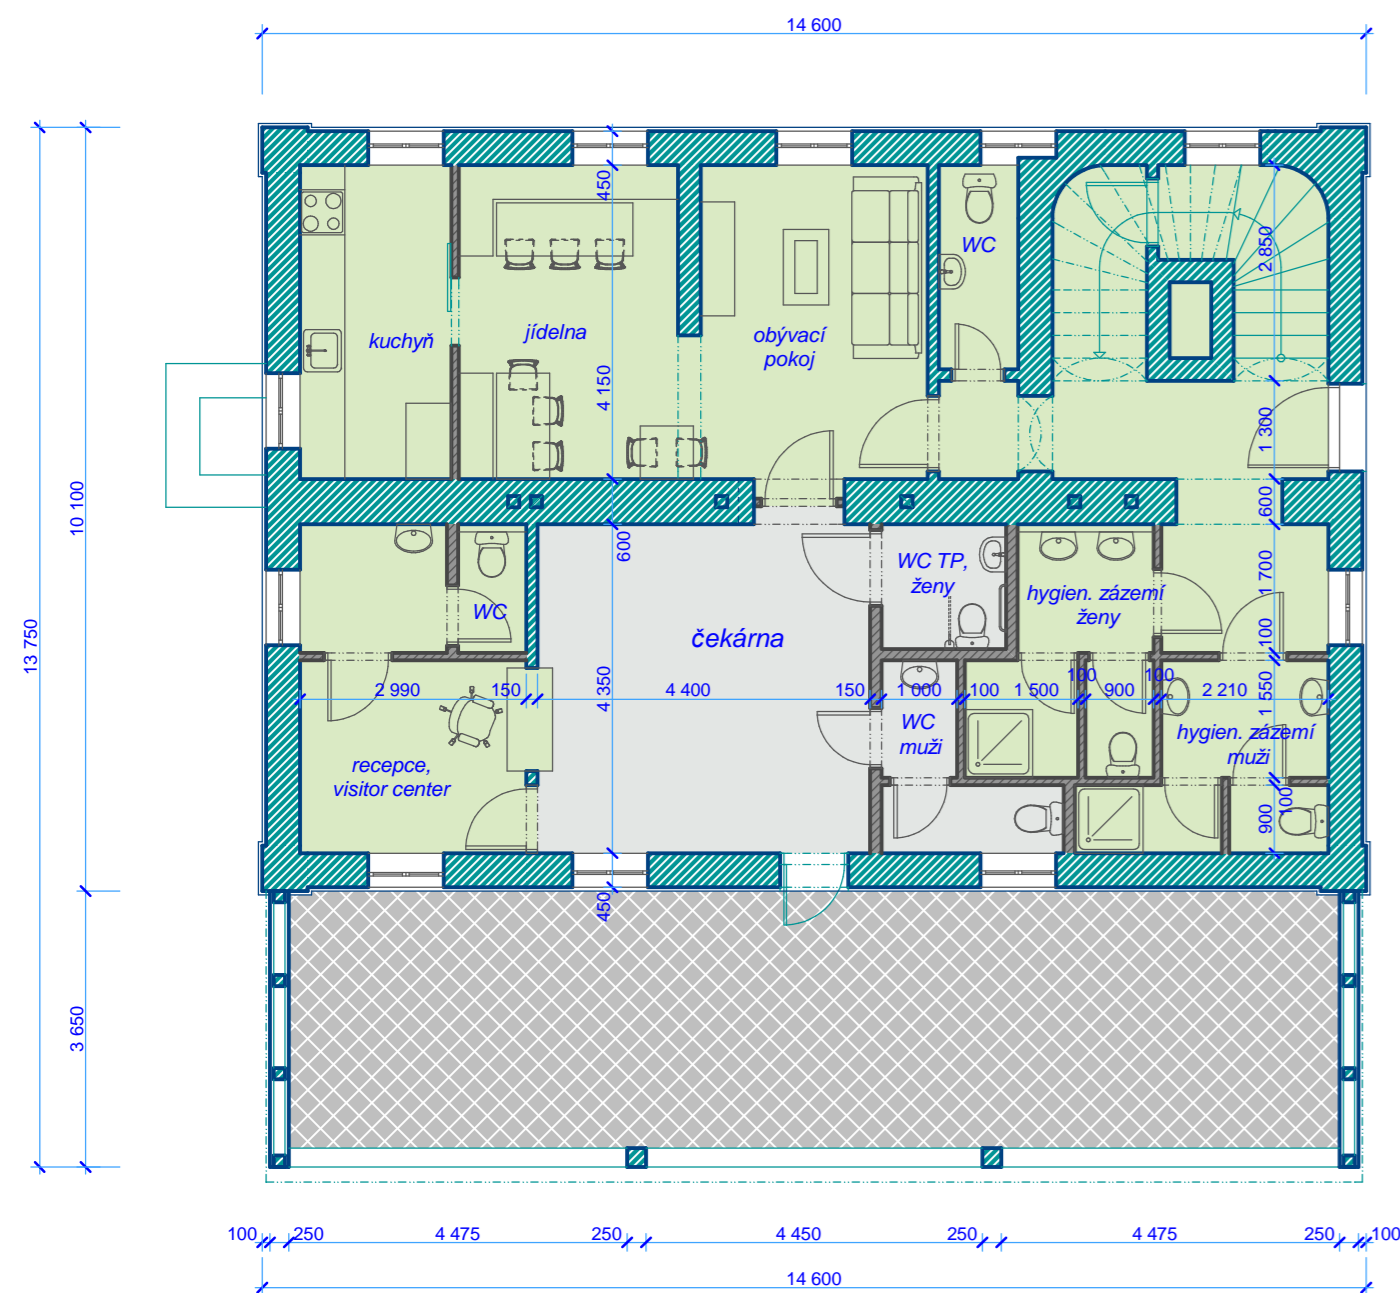 14 600
450
WC
2 850
kuchyň
jídelna
obývací
pokoj
4 150
1 300
10 100
13 750
600
600
WC
WC TP,
ženy
hygien. zázemí
ženy
1 700
100
čekárna
2 990
150
4 350
4 400
150
1 000
100
1 500
100
900
100
2 210
1 550
WC
muži
hygien. zázemí
muži
recepce,
visitor center
900
100
450
3 650
100
250
4 475
250
4 450
250
4 475
250
100
14 600